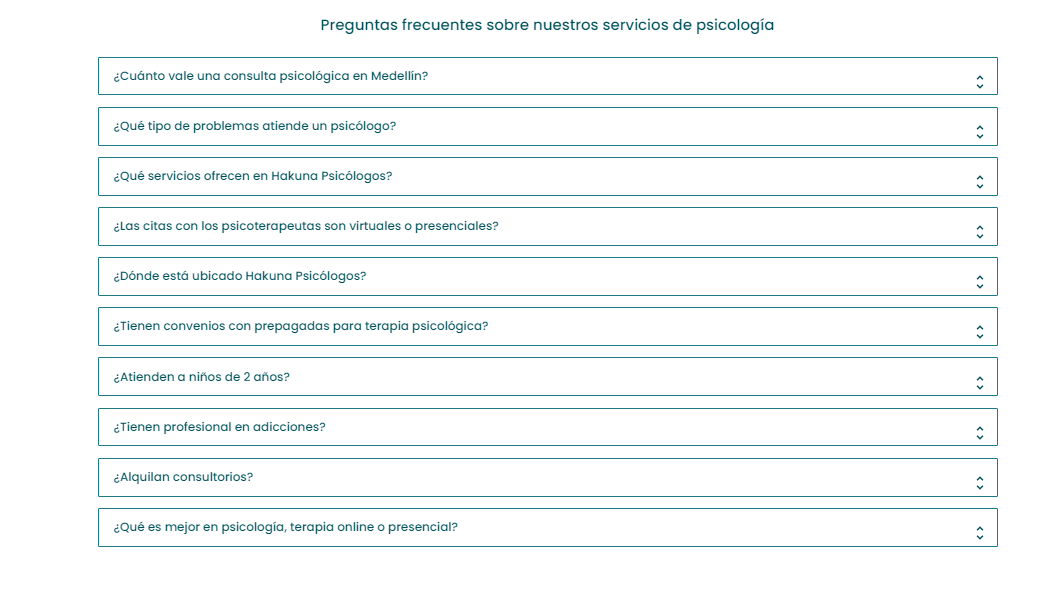 Preguntas frecuentes sobre nuestros servicios de psicología
¿Cuánto vale una consulta psicológica en Medellín?
¿Qué tipo de problemas atiende un psicólogo?
¿Qué servicios ofrecen en Hakuna Psicólogos?
¿Las citas con los psicoterapeutas son virtuales o presenciales?
¿Dónde está ubicado Hakuna Psicólogos?
¿Tienen convenios con prepagadas para terapia psicológica?
¿Atienden a niños de 2 años?
¿Tienen profesional en adicciones?
¿Alquilan consultorios?
¿Qué es mejor en psicología, terapia online o presencial?